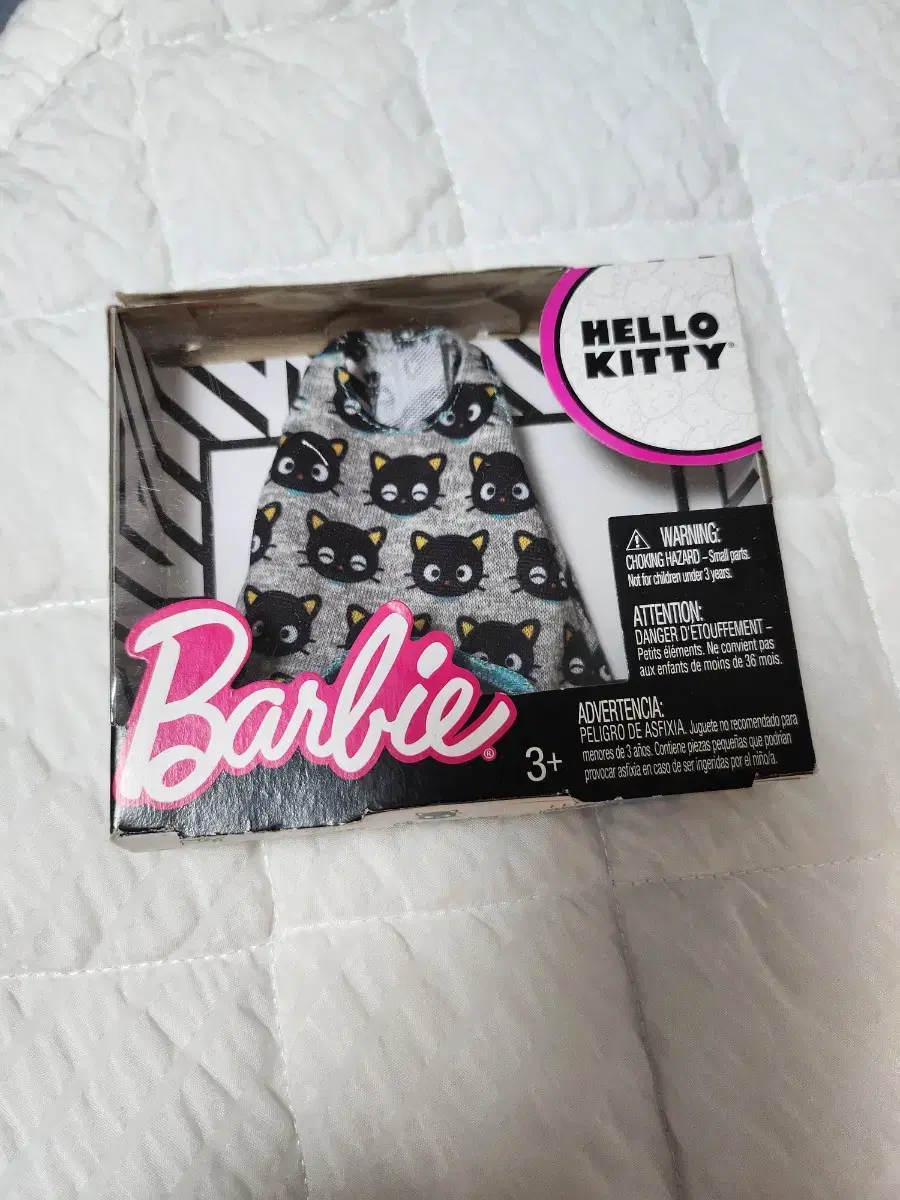 HELLO
KITTY®
⚠ WARNING:
CHOKING HAZARD – Small parts.
Not for children under 3 years.
ATTENTION:
DANGER D'ÉTOUFFEMENT –
Petits éléments. Ne convient pas
aux enfants de moins de 36 mois.
ADVERTENCIA:
PELIGRO DE ASFIXIA. Juguete no recomendado para
menores de 3 años. Contiene piezas pequeñas que podrían
provocar asfixia en caso de ser ingeridas por el niño/a.
Barbie®
3+